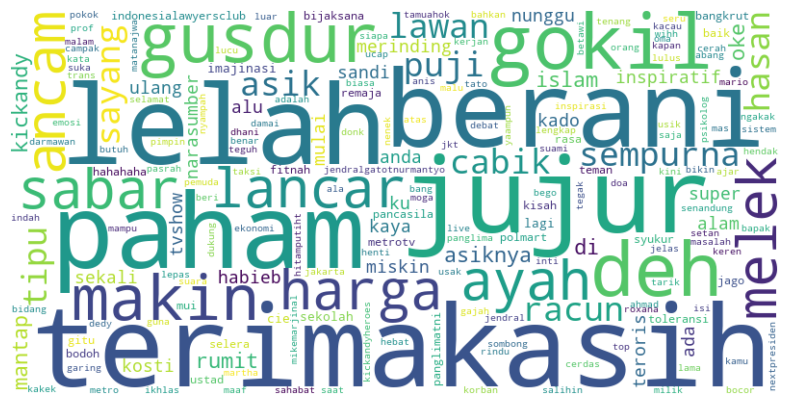 pokok indonesialawyersclub luar bijaksana tamuahok bahkan tenang seru kacau bangkrut
kickandy ancam prof malam campak kata suka trans sayang gusdur lawan nunggu gokil oke baik hasan
matanajwa siapa merinding puji kerjan betawi orang oma kapan wihh cerah lulus abang
lucu ucap sandi islam inspiratif mario
ulang imajinasi asik biasa anis malu tato kado inspirasi ngakak
lelah berani
darmawan emosi selamat adalah remaja nenek atas debat yaampun lengkap rasa usik saja psikolog mas sistem
butuh pimpin dhani damai donk mulai nyampah alu narasumber anda jkt suami hendak
hahahaha pasrah benar teguh taksi fitnah cabik teman kini bikin ajar sempurna
sabar pemuda beri lancar jendralgatotnurmantyo ala bang moga bego doa super senandung
indah mampu tvshow dukung ekonomi pancasila ku kisah tegak alam
paham jujur melek
tipu hitamputiht kaya live lagi di syukur setan bapak
metrotv panglima polmart masalah jelas keren
sekali lepas suara habieb jakarta henti miskin asiknya usak inti deh tarik jago
bidang mui makin harga ayah racun ahmad roxana isi
dedy guna cie sekolah panglimatni gajah jendral toleransi
mantap gitu selera mikemarjinal kickandyheroes hebat sombong rindu cerdas top teroris ada lama nextpresiden
bodoh garing kosti rumit martha kamu
terimakasih
kakek metro ikhlas ustad maaf sahabat saat korban salihin milik bocor